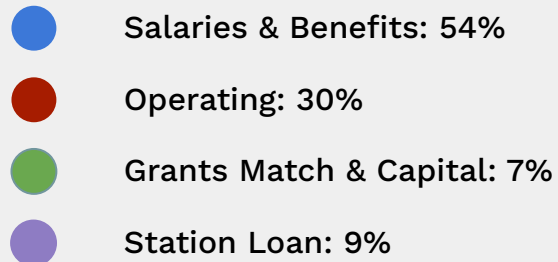 Salaries & Benefits: 54%
Operating: 30%
Grants Match & Capital: 7%
Station Loan: 9%